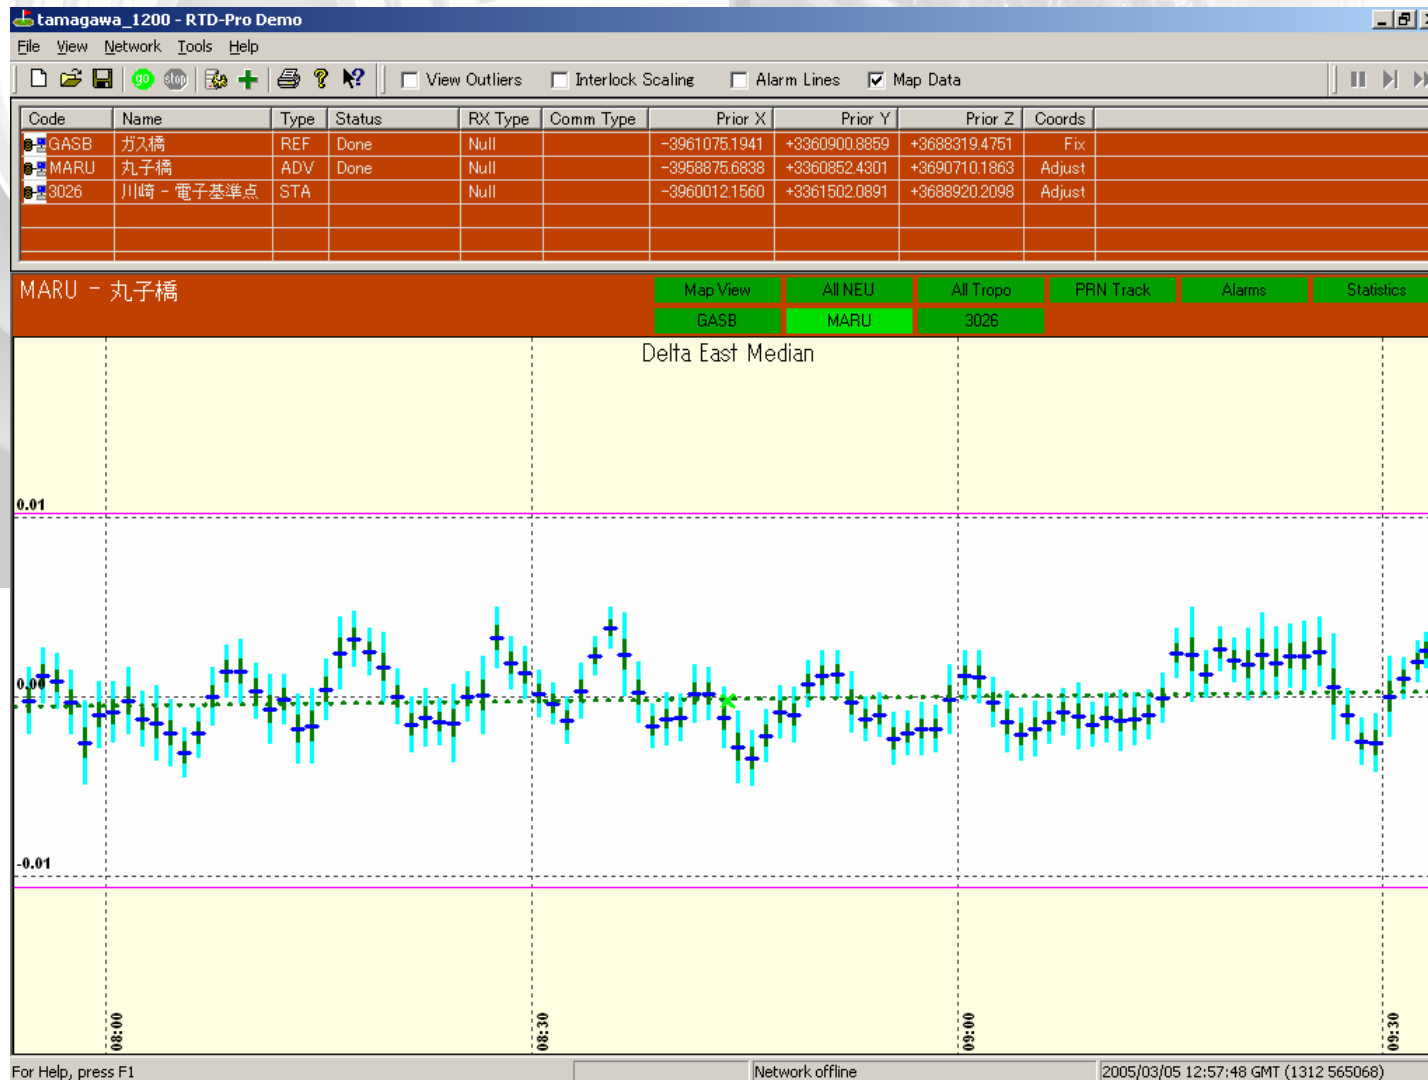 tamagawa_1200 - RTD-Pro Demo
File View Network Tools Help
go stop View Outliers Interlock Scaling Alarm Lines Map Data
Code Name Type Status RX Type Comm Type Prior X Prior Y Prior Z Coords
GASB ガス橋 REF Done Null -3961075.1941 +3360900.8859 +3688319.4751 Fix
MARU 丸子橋 ADV Done Null -3958875.6838 +3360852.4301 +3690710.1863 Adjust
3026 川崎 - 電子基準点 STA Null -3960012.1560 +3361502.0891 +3688920.2098 Adjust
MARU - 丸子橋
Map View All NEU All Tropo PRN Track Alarms Statistics
GASB MARU 3026
Delta East Median
0.01
0.00
-0.01
08:00 08:30 09:00 09:30
For Help, press F1 Network offline 2005/03/05 12:57:48 GMT (1312 565068)